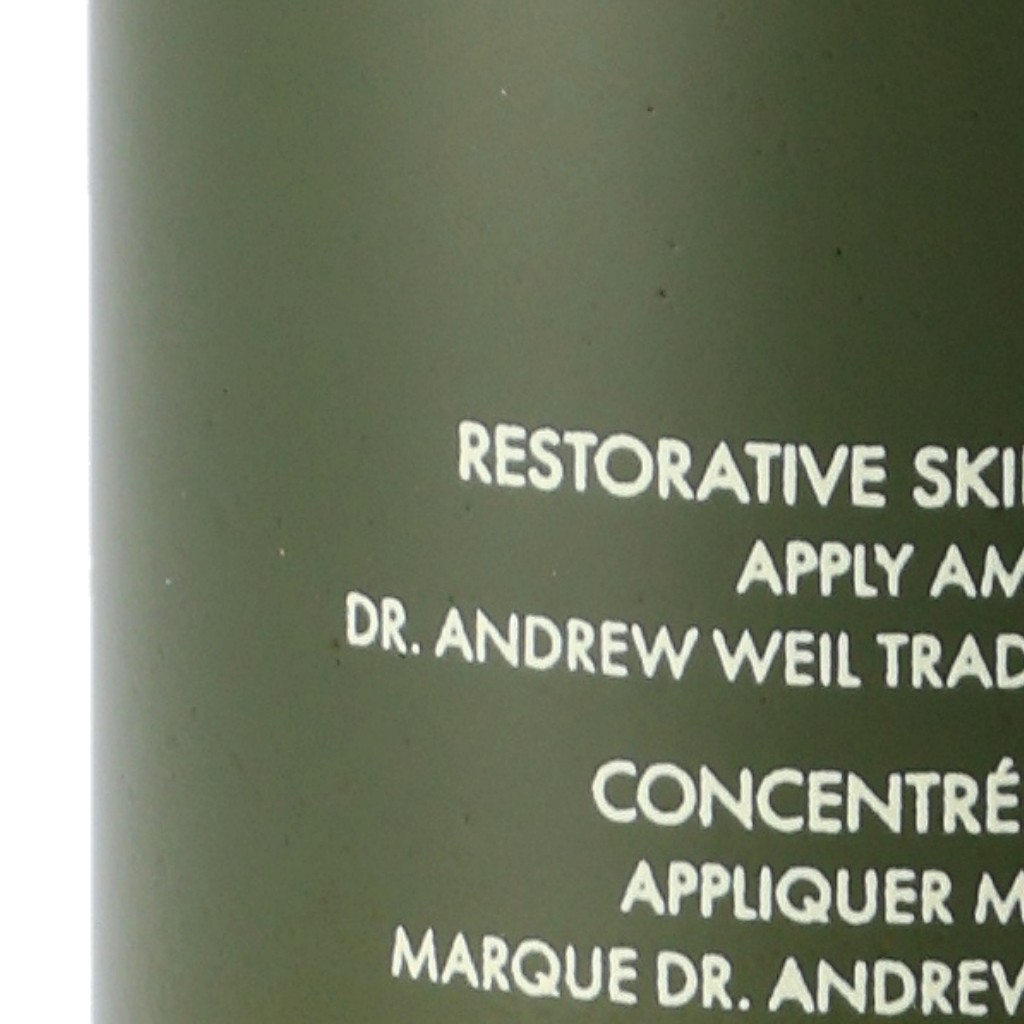 RESTORATIVE SKI
APPLY AM
DR. ANDREW WEIL TRAD
CONCENTRÉ
APPLIQUER M
MARQUE DR. ANDREW